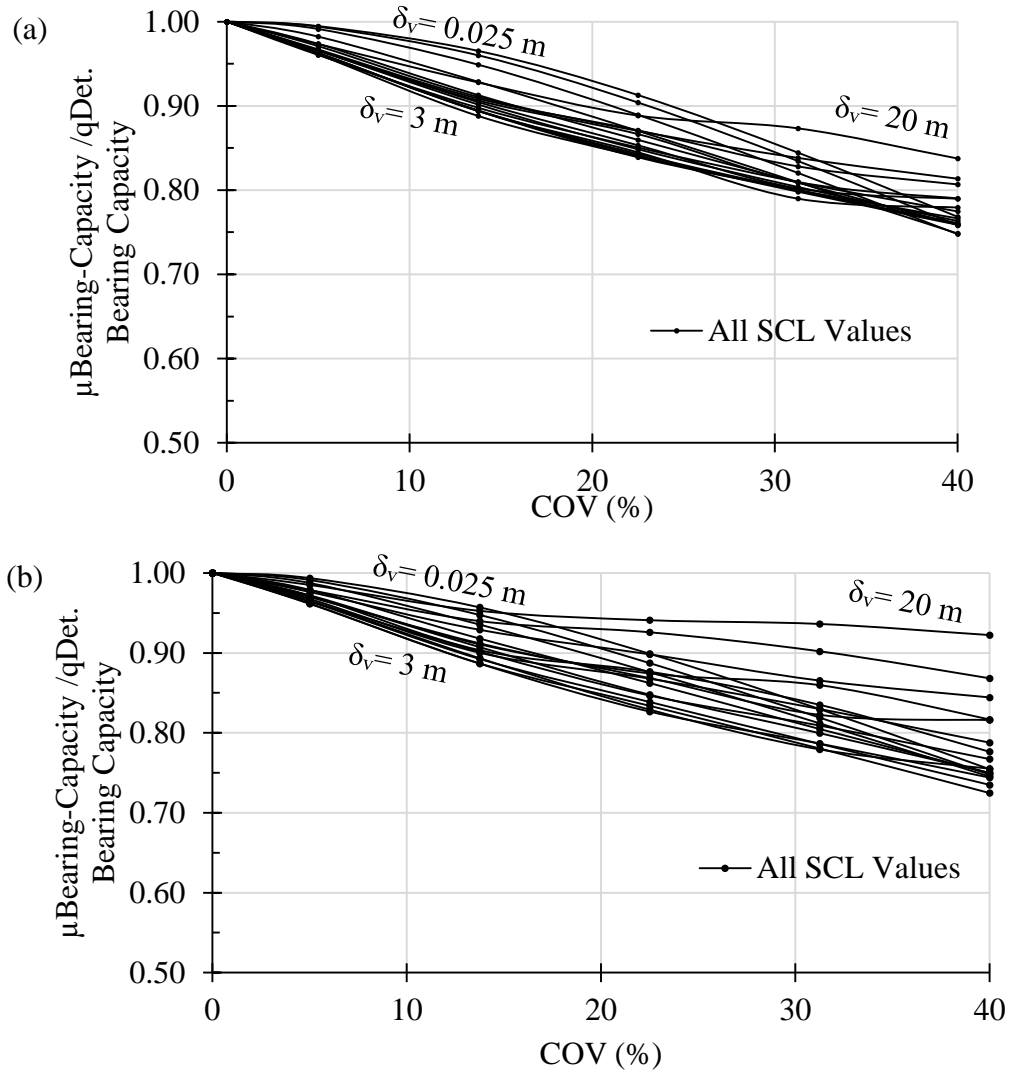 (a)
1.00
0.90
0.80
0.70
0.60
0.50
µBearing-Capacity /qDet.
Bearing Capacity
δv= 0.025 m
δv= 3 m
δv= 20 m
All SCL Values
0 10 20 30 40
COV (%)
(b)
1.00
0.90
0.80
0.70
0.60
0.50
µBearing-Capacity /qDet.
Bearing Capacity
δv= 0.025 m
δv= 3 m
δv= 20 m
All SCL Values
0 10 20 30 40
COV (%)